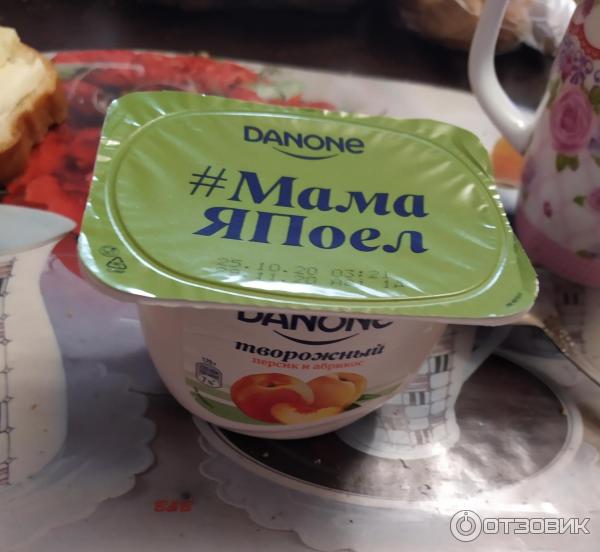 DANONE
#Мама
ЯПоел
25.10.20 03:21
DANONE
творожный
персик и абрикос
ОТЗОВИК